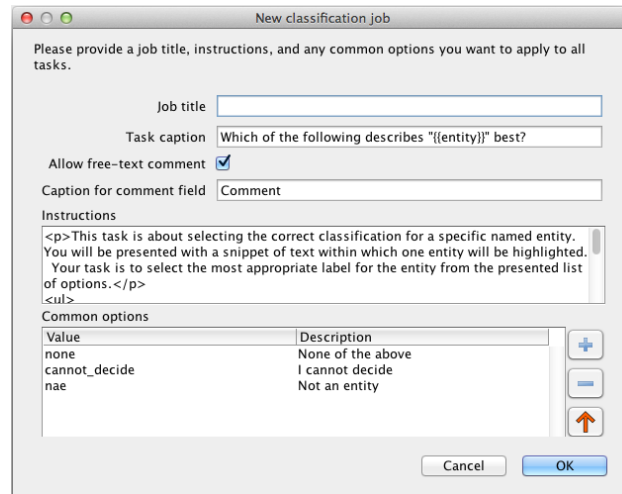 New classification job
Please provide a job title, instructions, and any common options you want to apply to all
tasks.
Job title
Task caption Which of the following describes "{{entity}}" best?
Allow free-text comment
Caption for comment field Comment
Instructions
<p>This task is about selecting the correct classification for a specific named entity.
You will be presented with a snippet of text within which one entity will be highlighted.
Your task is to select the most appropriate label for the entity from the presented list
of options.</p>
<ul>
Common options
Value Description
none None of the above
cannot_decide I cannot decide
nae Not an entity
Cancel OK